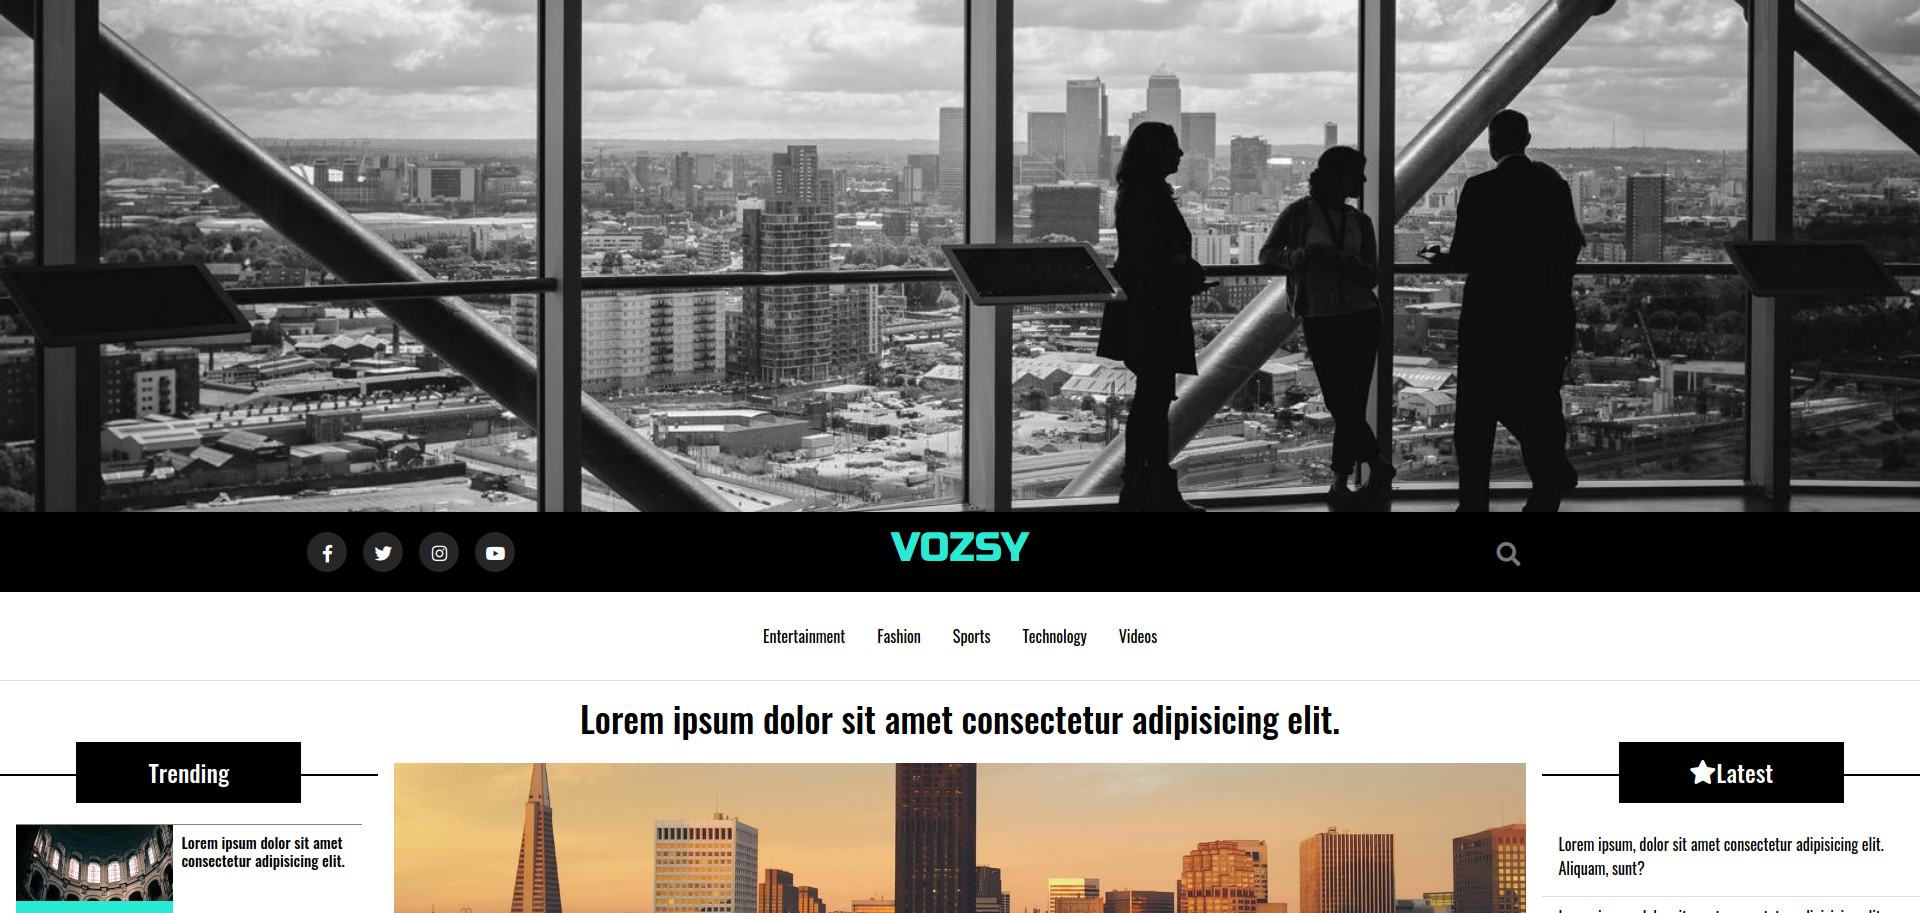 VOZSY
Entertainment Fashion Sports Technology Videos
Lorem ipsum dolor sit amet consectetur adipisicing elit.
Trending
Lorem ipsum dolor sit amet
consectetur adipisicing elit.
Latest
Lorem ipsum, dolor sit amet consectetur adipisicing elit.
Aliquam, sunt?